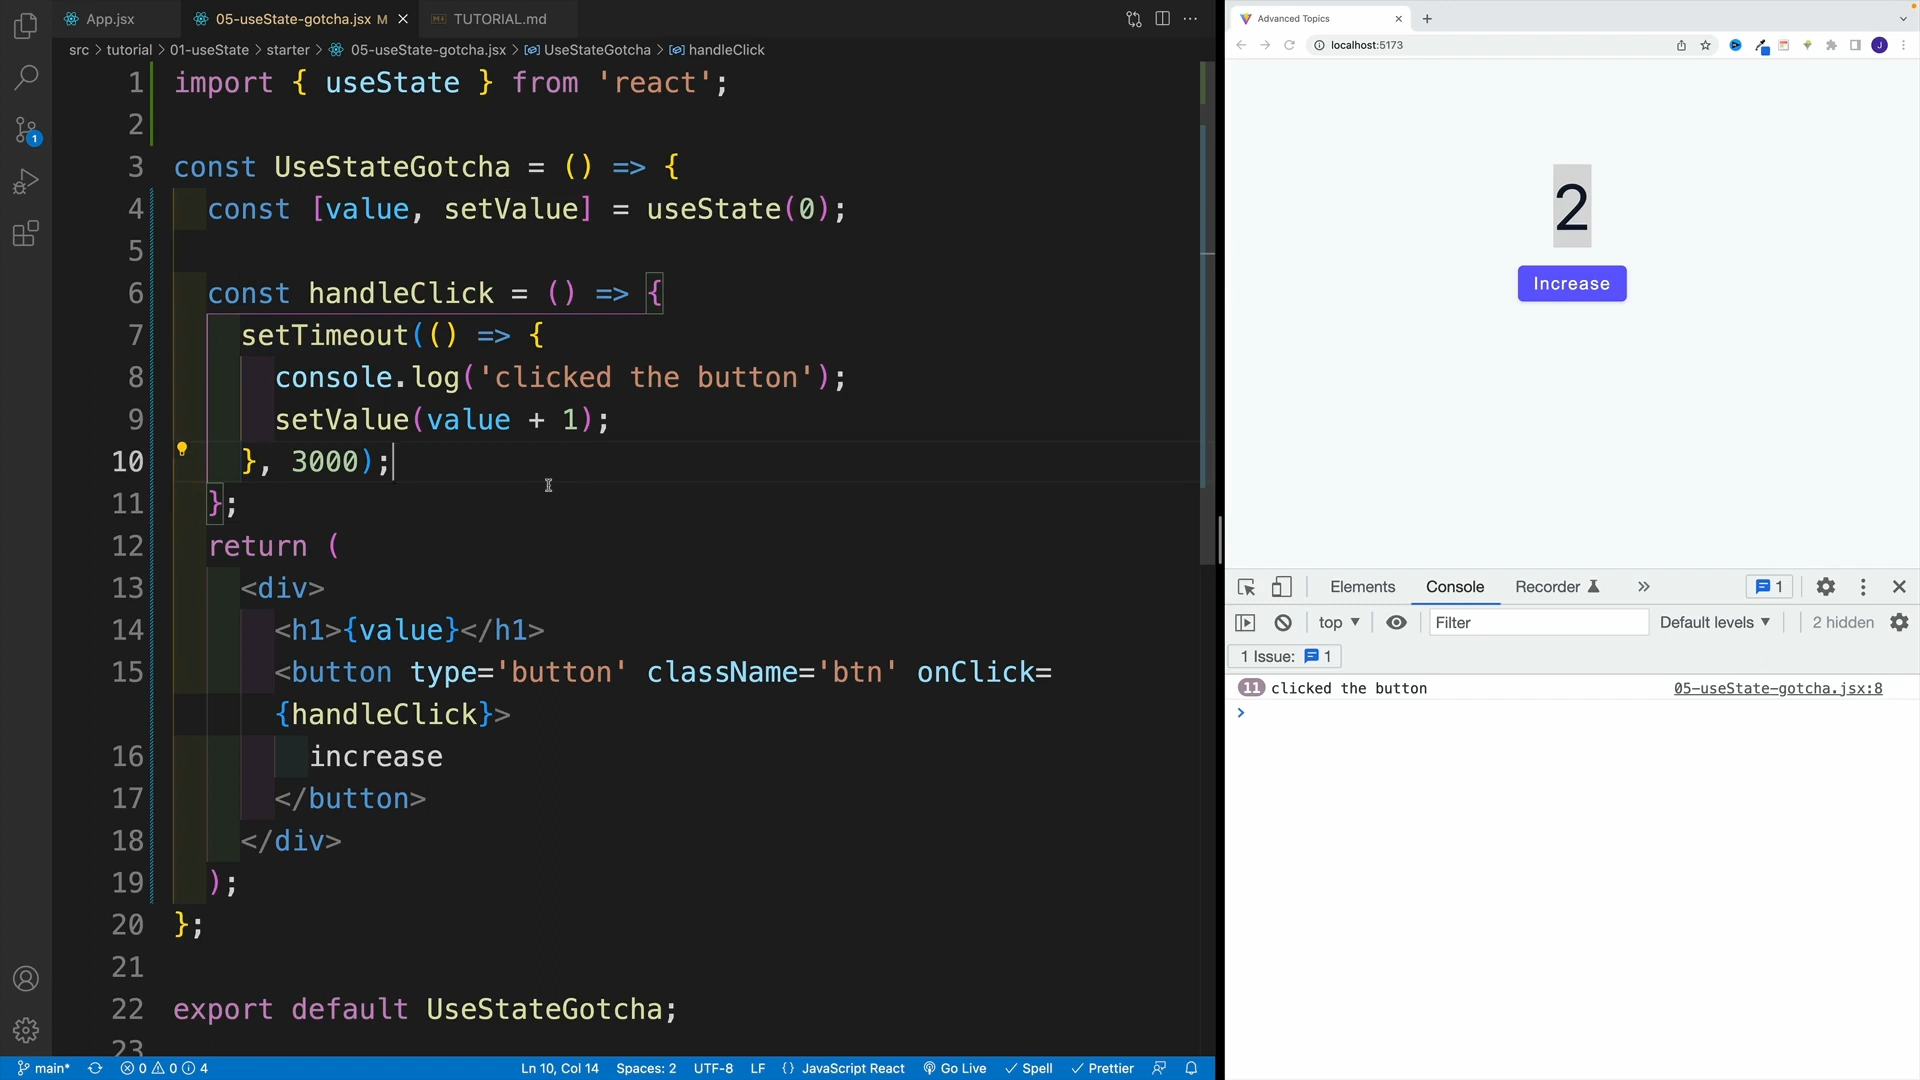 App.jsx
05-useState-gotcha.jsx M
TUTORIAL.md
src > tutorial > 01-useState > starter > 05-useState-gotcha.jsx > UseStateGotcha > handleClick
1 import { useState } from 'react';
2
3 const UseStateGotcha = () => {
4 const [value, setValue] = useState(0);
5
6 const handleClick = () => {
7 setTimeout(() => {
8 console.log('clicked the button');
9 setValue(value + 1);
10 }, 3000);
11 };
12 return (
13 <div>
14 <h1>{value}</h1>
15 <button type='button' className='btn' onClick=
{handleClick}>
16 increase
17 </button>
18 </div>
19 );
20 };
21
22 export default UseStateGotcha;
23
1
main* 0 0 4
Ln 10, Col 14 Spaces: 2 UTF-8 LF {} JavaScript React Go Live Spell Prettier
Advanced Topics
localhost:5173
J
2
Increase
Elements Console Recorder 1
top Filter Default levels 2 hidden
1 Issue: 1
11 clicked the button 05-useState-gotcha.jsx:8